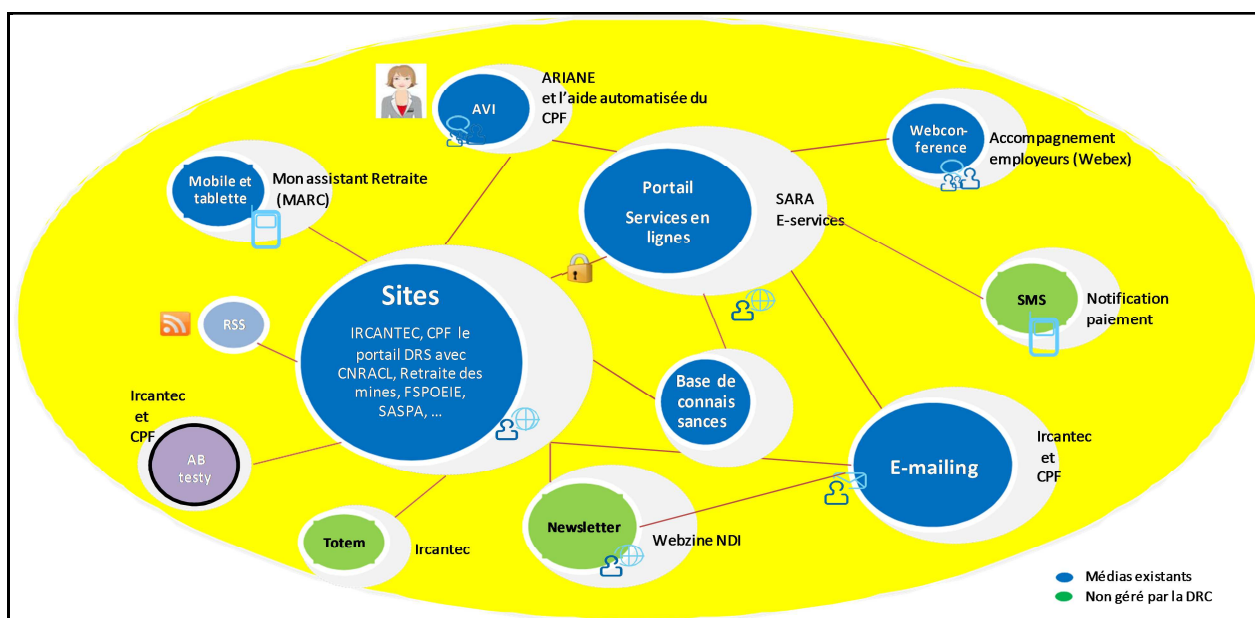 AVI
ARIANE
et l'aide automatisée du
CPF
Webcon-
ference
Accompagnement
employeurs (Webex)
Mobile et
tablette
Mon assistant Retraite
(MARC)
Portail
Services en
lignes
SARA
E-services
SMS
Notification
paiement
RSS
Sites
IRCANTEC, CPF le
portail DRS avec
CNRACL, Retraite des
mines, FSPOEIE,
SASPA, ...
Base de
connais
sances
Ircantec
et
CPF
AB
testy
E-mailing
Ircantec
et
CPF
Totem
Ircantec
Newsletter
Webzine NDI
Médias existants
Non géré par la DRC